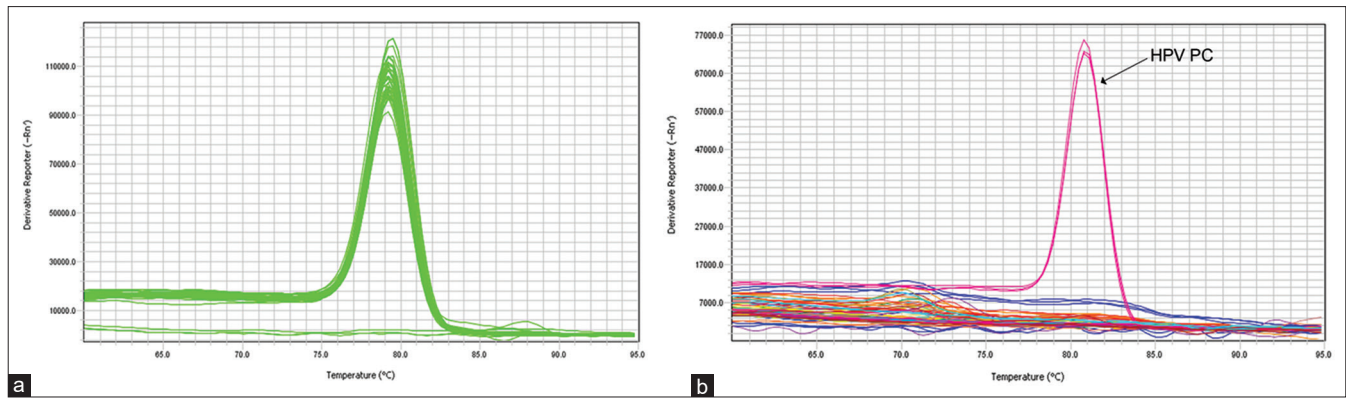 110000.0
90000.0
70000.0
50000.0
30000.0
10000.0
Derivative Reporter (−Rn')
65.0 70.0 75.0 80.0 85.0 90.0 95.0
Temperature (°C)
a
77000.0
67000.0
57000.0
47000.0
37000.0
27000.0
17000.0
7000.0
Derivative Reporter (−Rn')
HPV PC
65.0 70.0 75.0 80.0 85.0 90.0 95.0
Temperature (°C)
b